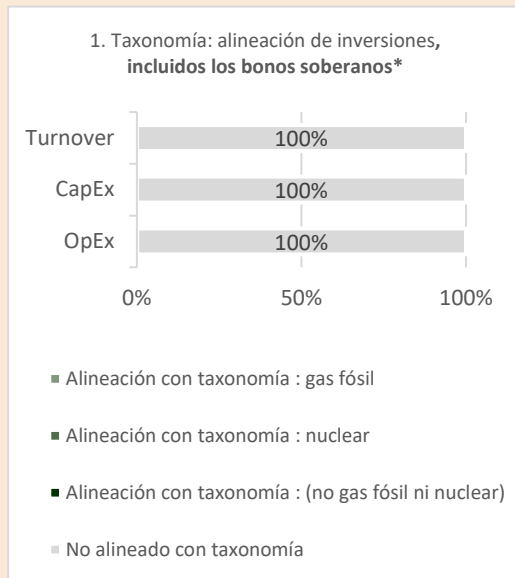 1. Taxonomía: alineación de inversiones,
incluidos los bonos soberanos*
Turnover 100%
CapEx 100%
OpEx 100%
0% 50% 100%
Alineación con taxonomía : gas fósil
Alineación con taxonomía : nuclear
Alineación con taxonomía : (no gas fósil ni nuclear)
No alineado con taxonomía